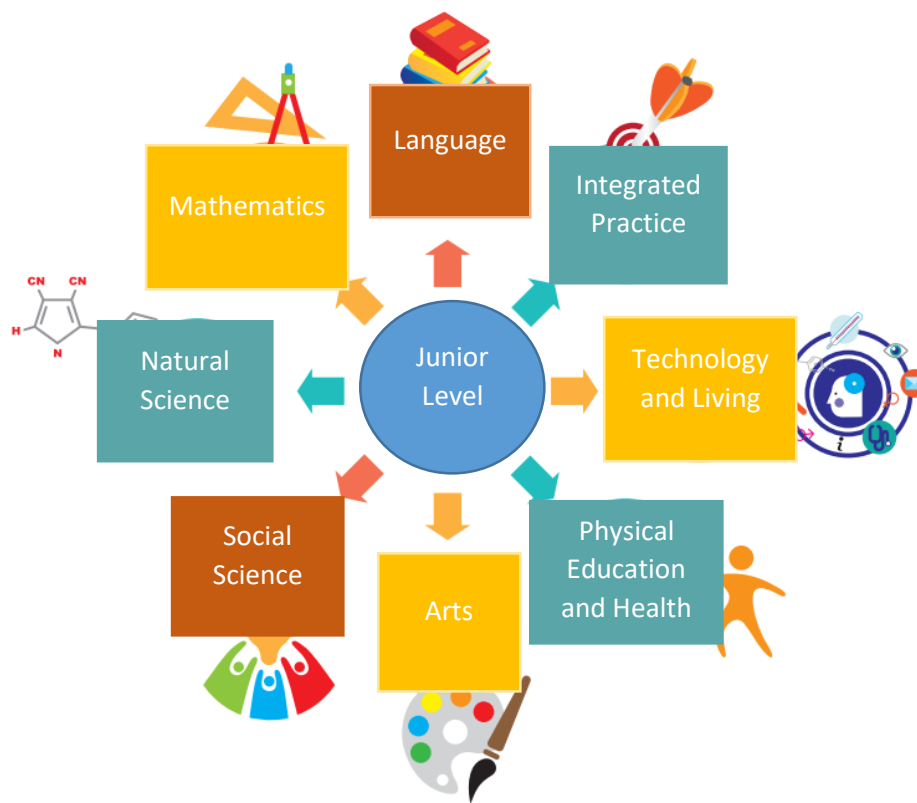 Language
Integrated
Practice
Mathematics
Technology
and Living
Junior
Level
Natural
Science
Physical
Education
and Health
Social
Science
Arts
CN
CN
H
N
i